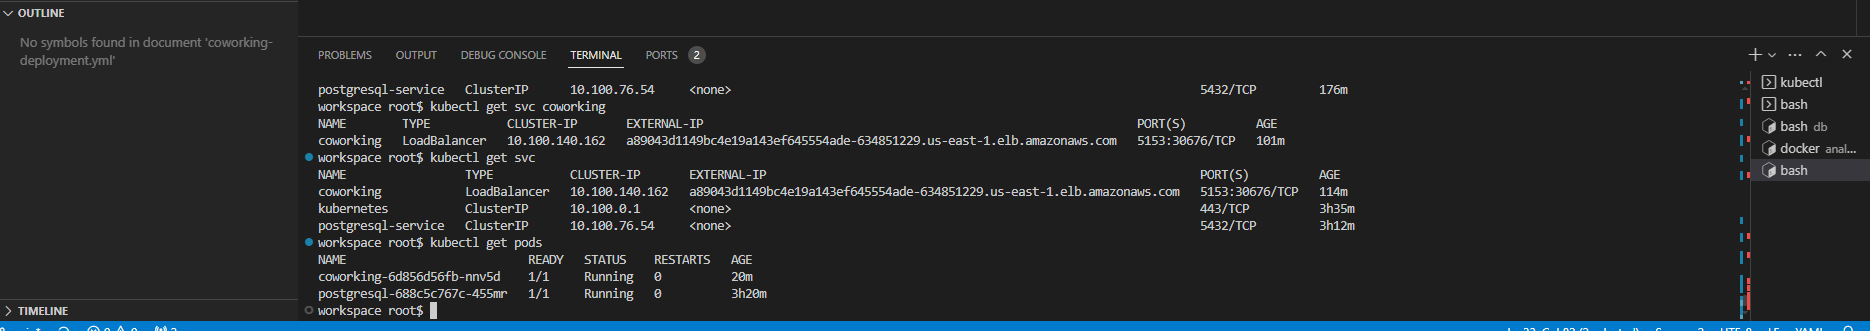 OUTLINE
No symbols found in document 'coworking-
deployment.yml'
PROBLEMS OUTPUT DEBUG CONSOLE TERMINAL PORTS 2
postgresql-service ClusterIP 10.100.76.54 <none> 5432/TCP 176m
workspace root$ kubectl get svc coworking
NAME TYPE CLUSTER-IP EXTERNAL-IP PORT(S) AGE
coworking LoadBalancer 10.100.140.162 a89043d1149bc4e19a143ef645554ade-634851229.us-east-1.elb.amazonaws.com 5153:30676/TCP 101m
workspace root$ kubectl get svc
NAME TYPE CLUSTER-IP EXTERNAL-IP PORT(S) AGE
coworking LoadBalancer 10.100.140.162 a89043d1149bc4e19a143ef645554ade-634851229.us-east-1.elb.amazonaws.com 5153:30676/TCP 114m
kubernetes ClusterIP 10.100.0.1 <none> 443/TCP 3h35m
postgresql-service ClusterIP 10.100.76.54 <none> 5432/TCP 3h12m
workspace root$ kubectl get pods
NAME READY STATUS RESTARTS AGE
coworking-6d856d56fb-nnv5d 1/1 Running 0 20m
postgresql-688c5c767c-455mr 1/1 Running 0 3h20m
workspace root$
kubectl
bash
bash db
docker anal...
bash
TIMELINE